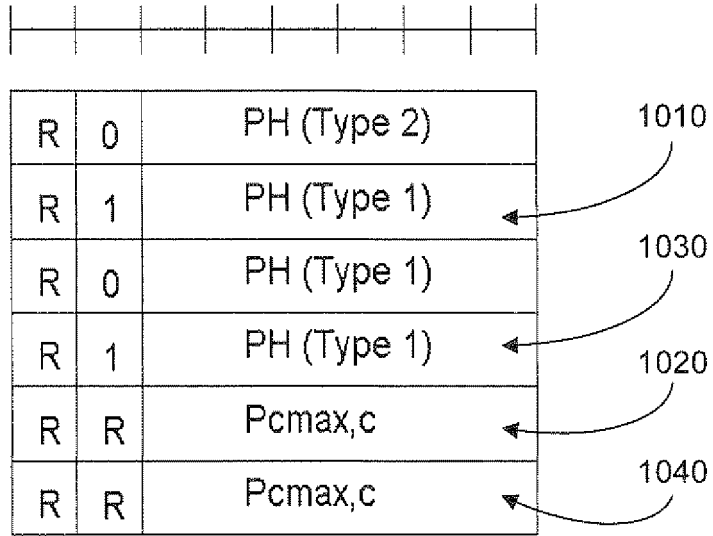 R 0 PH (Type 2)
1010
R 1 PH (Type 1)
1030
R 0 PH (Type 1)
R 1 PH (Type 1)
1020
R R Pcmax,c
1040
R R Pcmax,c